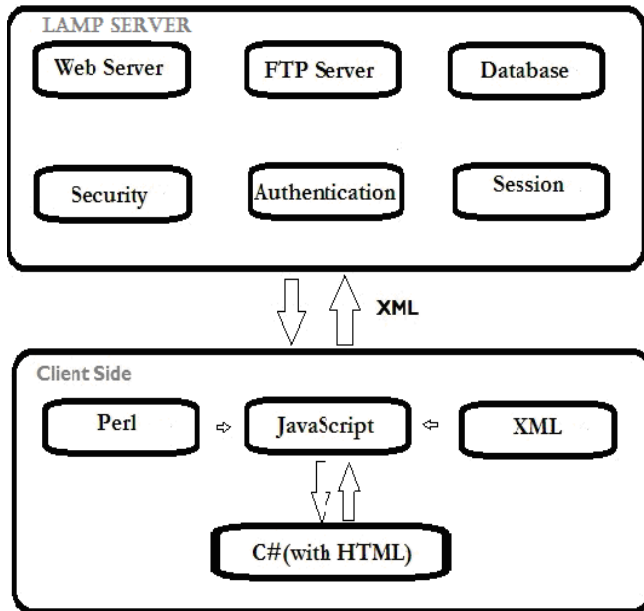 LAMP SERVER
Web Server
FTP Server
Database
Security
Authentication
Session
XML
Client Side
Perl
JavaScript
XML
C#(with HTML)